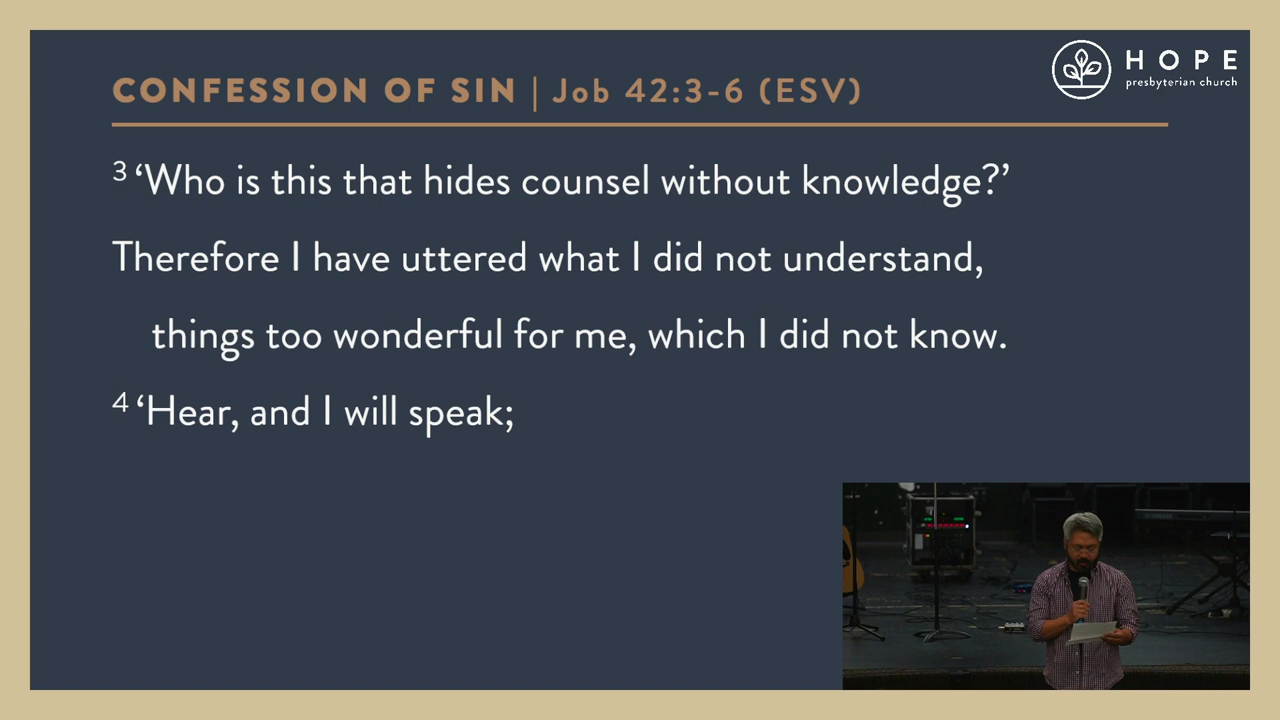 HOPE
presbyterian church
CONFESSION OF SIN | Job 42:3-6 (ESV)
3 ‘Who is this that hides counsel without knowledge?’
Therefore I have uttered what I did not understand,
things too wonderful for me, which I did not know.
4 ‘Hear, and I will speak;